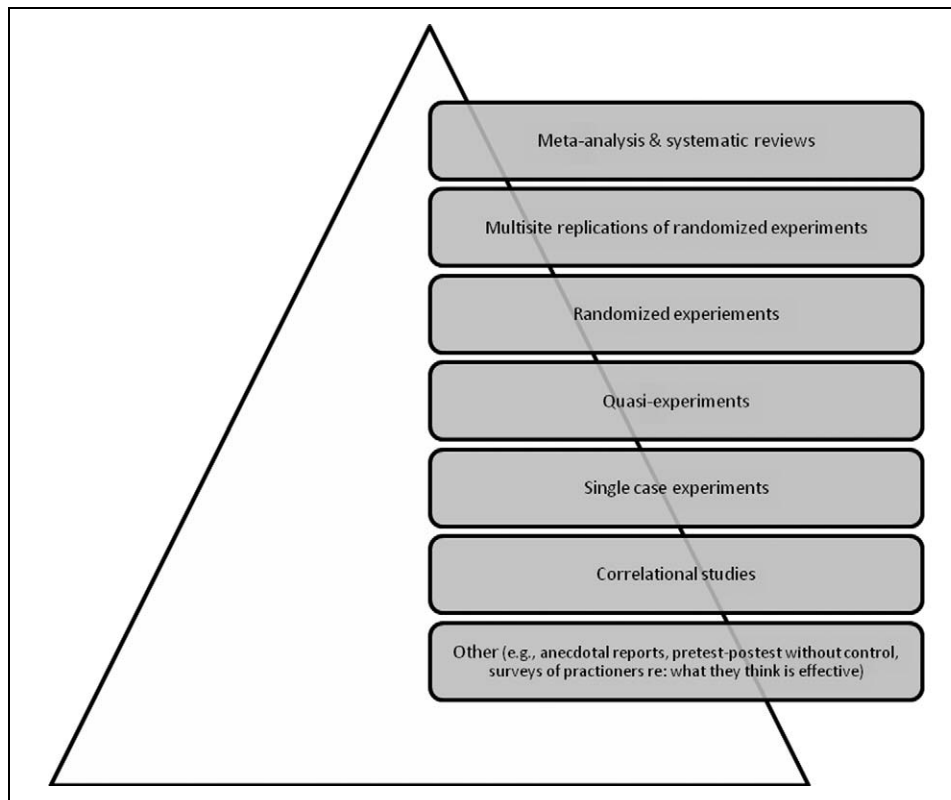 Meta-analysis & systematic reviews
Multisite replications of randomized experiments
Randomized experiements
Quasi-experiments
Single case experiments
Correlational studies
Other (e.g., anecdotal reports, pretest-postest without control,
surveys of practioners re: what they think is effective)